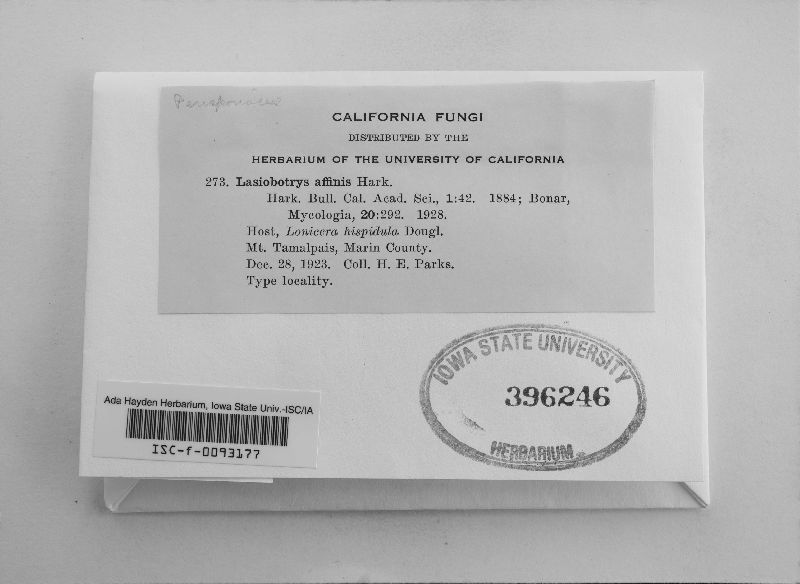 CALIFORNIA FUNGI
DISTRIBUTED BY THE
HERBARIUM OF THE UNIVERSITY OF CALIFORNIA
273. Lasiobotrys affinis Hark.
Hark. Bull. Cal. Acad. Sci., 1:42. 1884; Bonar,
Mycologia, 20:292. 1928.
Host, Lonicera hispidula Dougl.
Mt. Tamalpais, Marin County.
Dec. 28, 1923. Coll. H. E. Parks.
Type locality.
IOWA STATE UNIVERSITY
396246
HERBARIUM
Ada Hayden Herbarium, Iowa State Univ.-ISC/IA
ISC-f-0093177